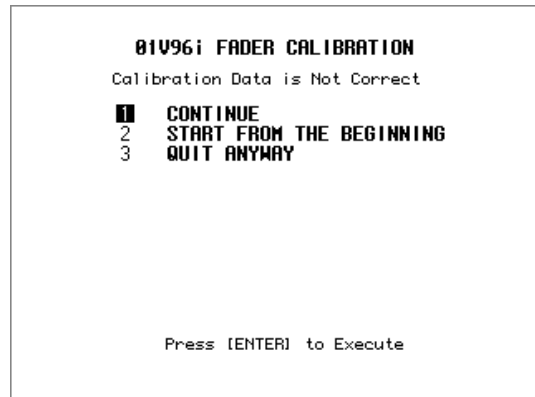 01V96i FADER CALIBRATION
Calibration Data is Not Correct
1 CONTINUE
2 START FROM THE BEGINNING
3 QUIT ANYWAY
Press [ENTER] to Execute